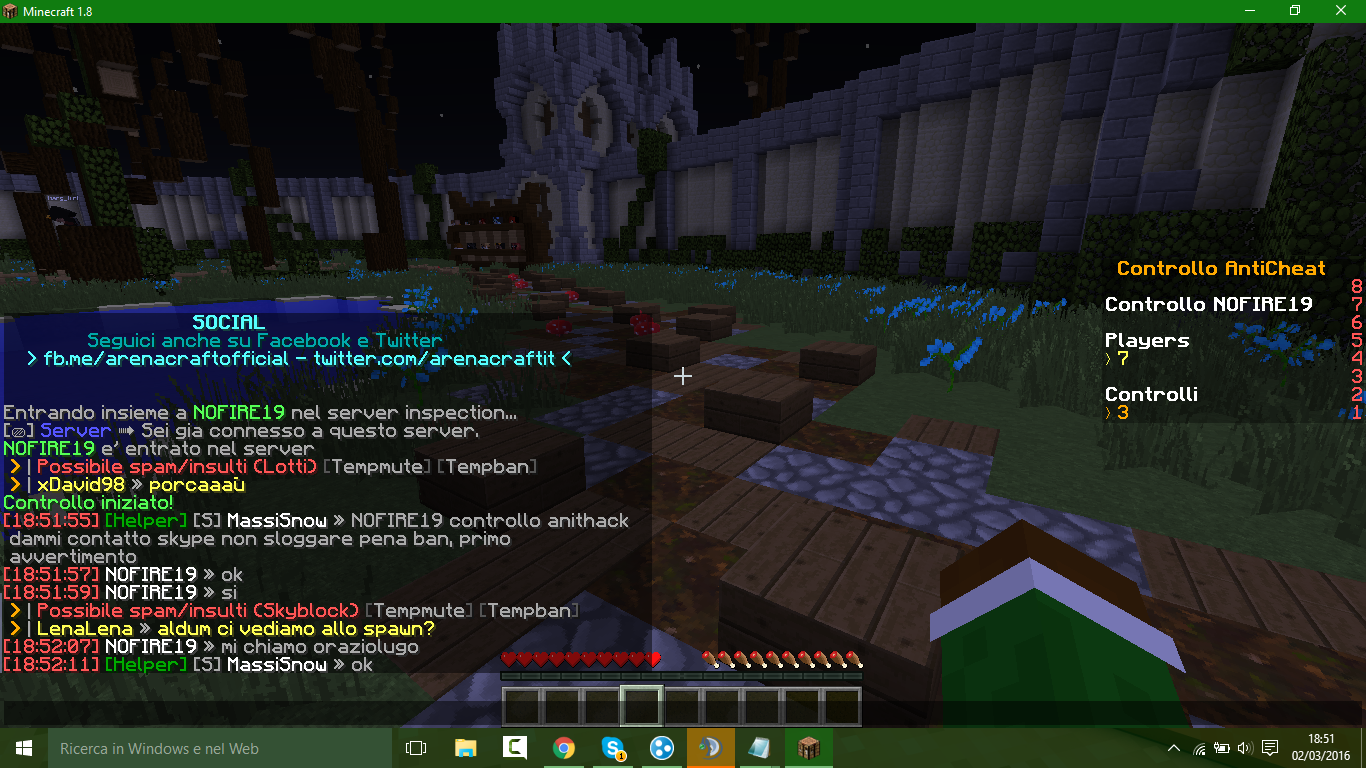 Minecraft 1.8
SOCIAL
Seguici anche su Facebook e Twitter
> fb.me/arenacraftofficial - twitter.com/arenacraftit <
Entrando insieme a NOFIRE19 nel server inspection...
Server ➠ Sei gia connesso a questo server.
NOFIRE19 e' entrato nel server
> | Possibile spam/insulti (Lotti) [Tempmute] [Tempban]
> | xDavid98 » porcaaaù
Controllo iniziato!
[18:51:55] [Helper] [S] MassiSnow » NOFIRE19 controllo anithack
dammi contatto skype non sloggare pena ban, primo
avvertimento
[18:51:57] NOFIRE19 » ok
[18:51:59] NOFIRE19 » si
> | Possibile spam/insulti (Skyblock) [Tempmute] [Tempban]
> | LenaLena » aldum ci vediamo allo spawn?
[18:52:07] NOFIRE19 » mi chiamo oraziolugo
[18:52:11] [Helper] [S] MassiSnow » ok
Controllo AntiCheat
8
Controllo NOFIRE19 7
6
Players 5
> 7 4
3
Controlli 2
> 3 1
Ricerca in Windows e nel Web
1
18:51
02/03/2016